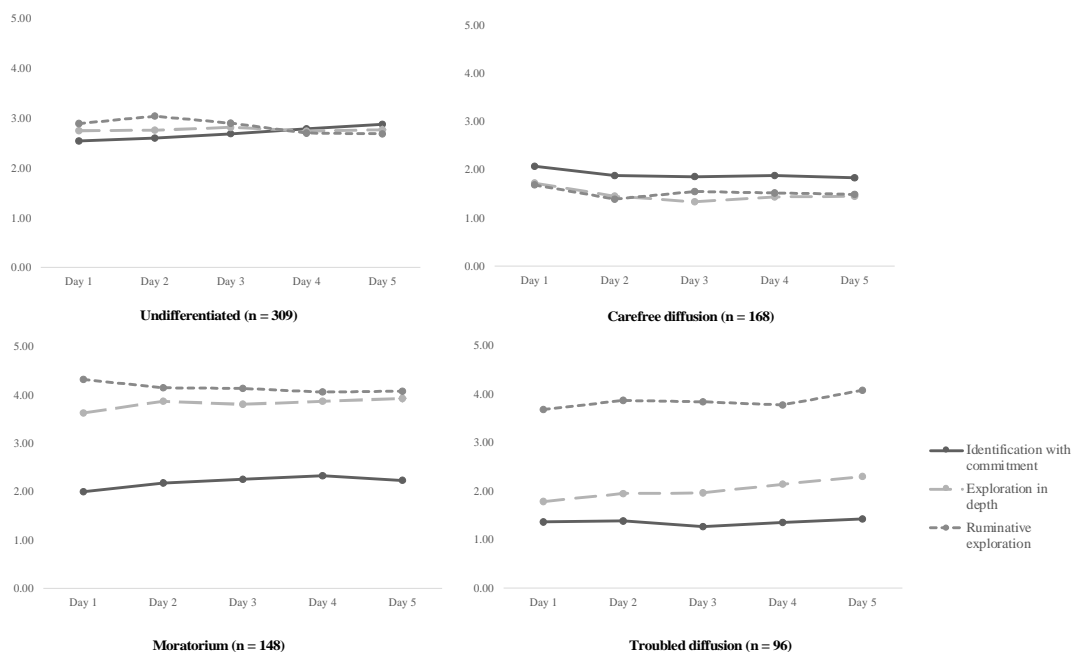 5.00
4.00
3.00
2.00
1.00
0.00
Day 1 Day 2 Day 3 Day 4 Day 5
Undifferentiated (n = 309)
5.00
4.00
3.00
2.00
1.00
0.00
Day 1 Day 2 Day 3 Day 4 Day 5
Carefree diffusion (n = 168)
5.00
4.00
3.00
2.00
1.00
0.00
Day 1 Day 2 Day 3 Day 4 Day 5
Moratorium (n = 148)
5.00
4.00
3.00
2.00
1.00
0.00
Day 1 Day 2 Day 3 Day 4 Day 5
Troubled diffusion (n = 96)
Identification with
commitment
Exploration in
depth
Ruminative
exploration